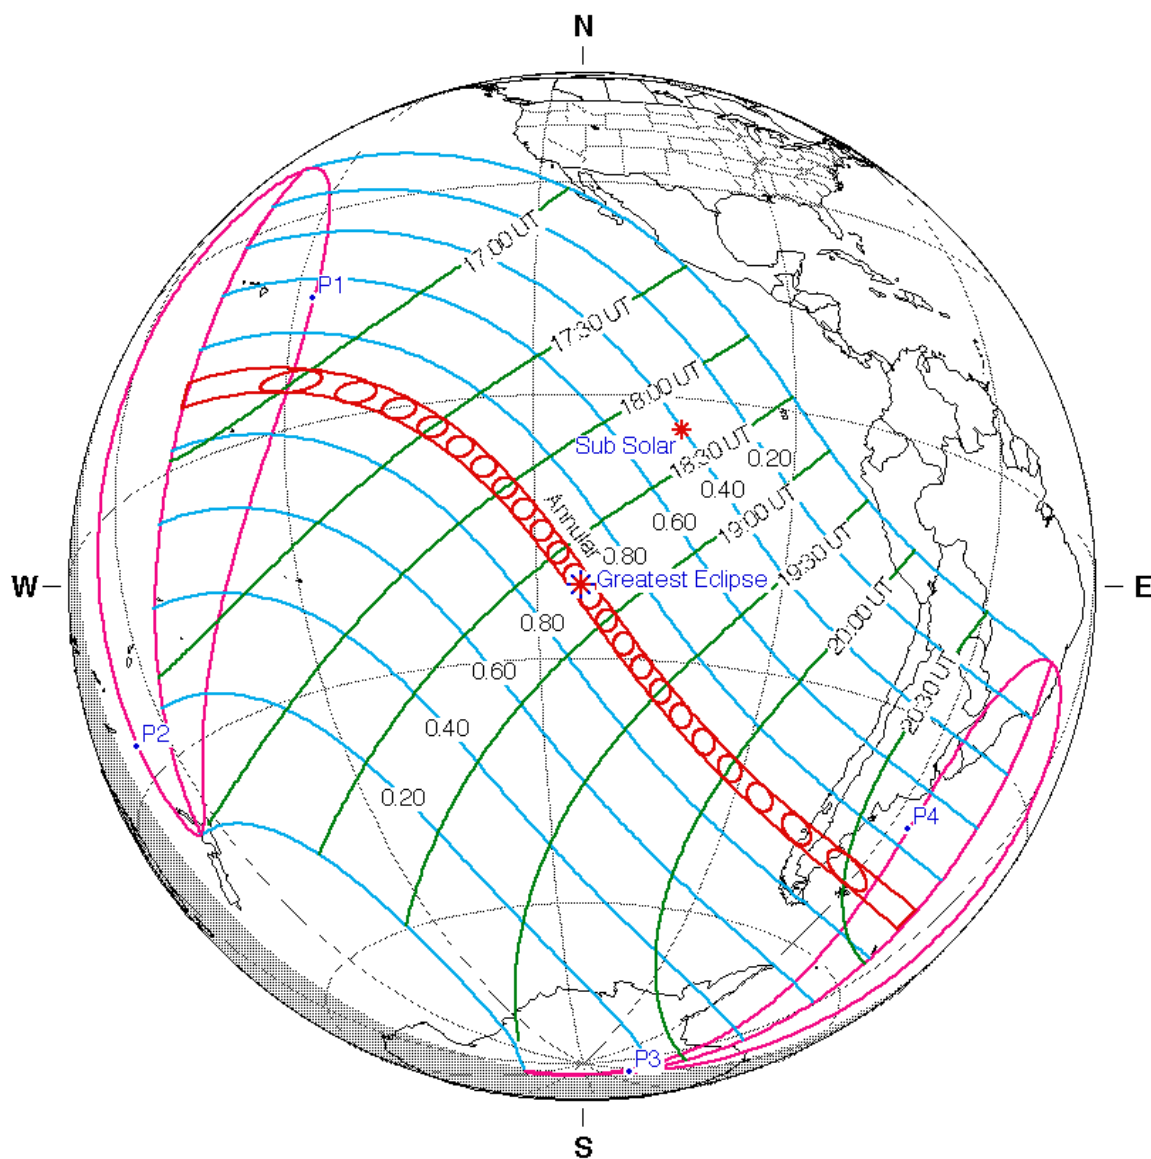 N
17:00 UT
P1
17:30 UT
18:00 UT
Sub Solar
18:30 UT
0.20
0.40
Annular
0.60
19:00 UT
0.80
19:30 UT
W
Greatest Eclipse
E
0.80
20:00 UT
0.60
20:30 UT
0.40
P2
0.20
P4
P3
S